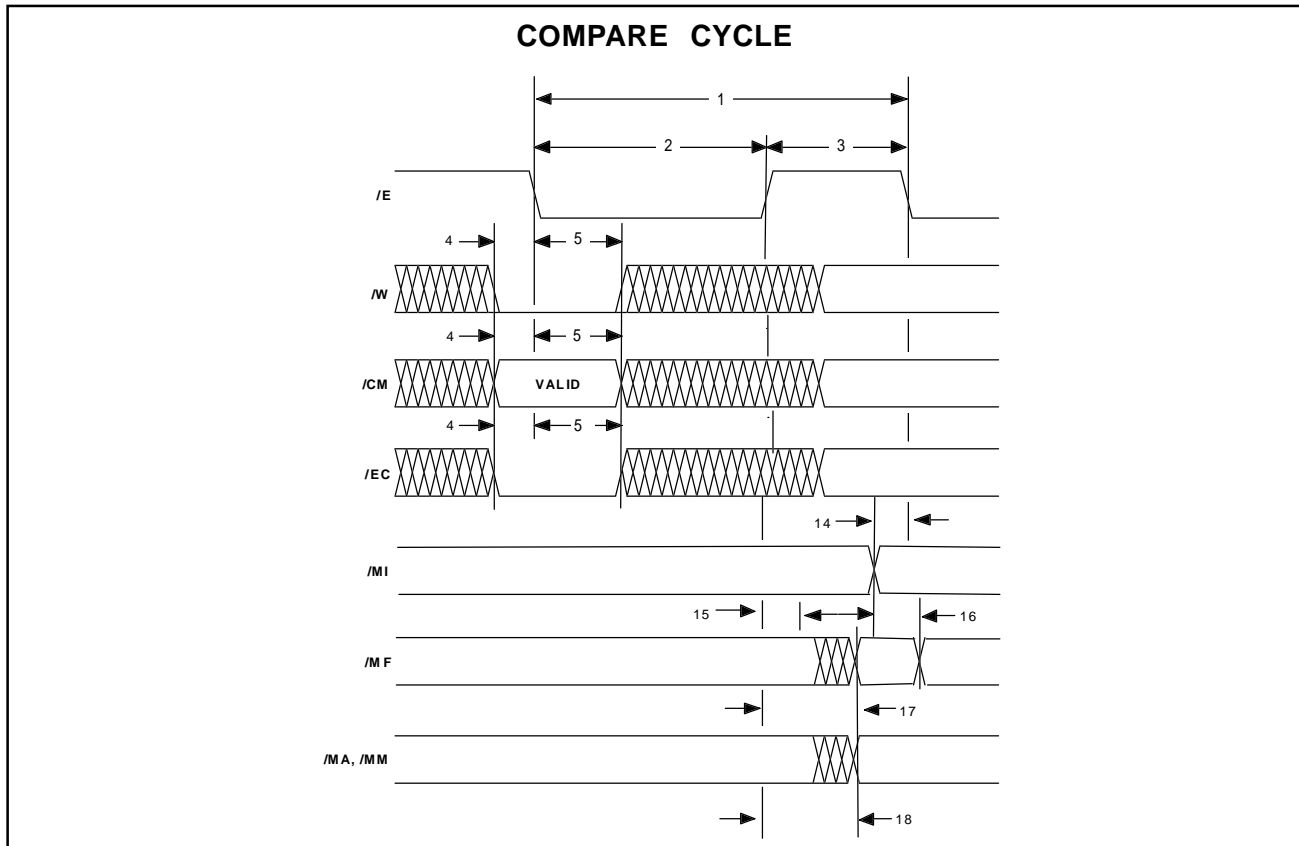 COMPARE CYCLE
1
2
3
/E
4
5
/W
4
5
/CM
VALID
4
5
/EC
14
/MI
15
16
/MF
17
/MA, /MM
18